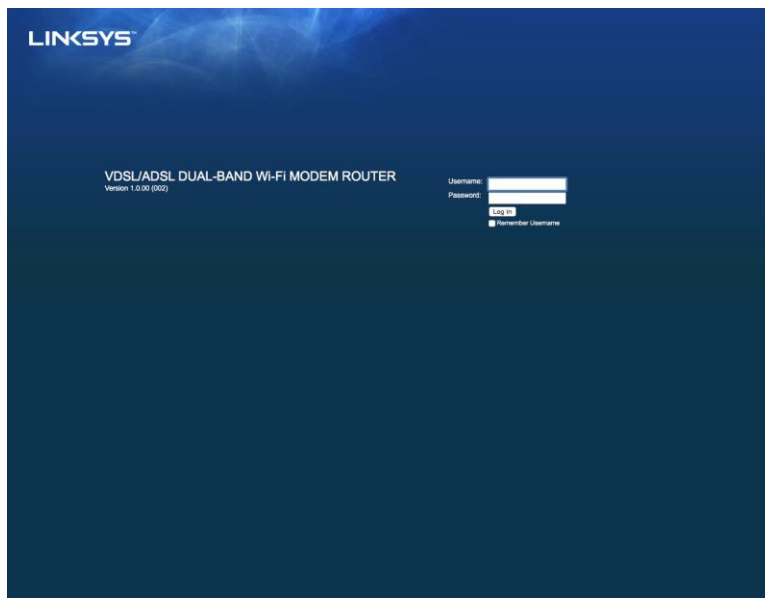 LINKSYS™
VDSL/ADSL DUAL-BAND Wi-Fi MODEM ROUTER
Version 1.0.00 (002)
Username:
Password:
Log in
Remember Username